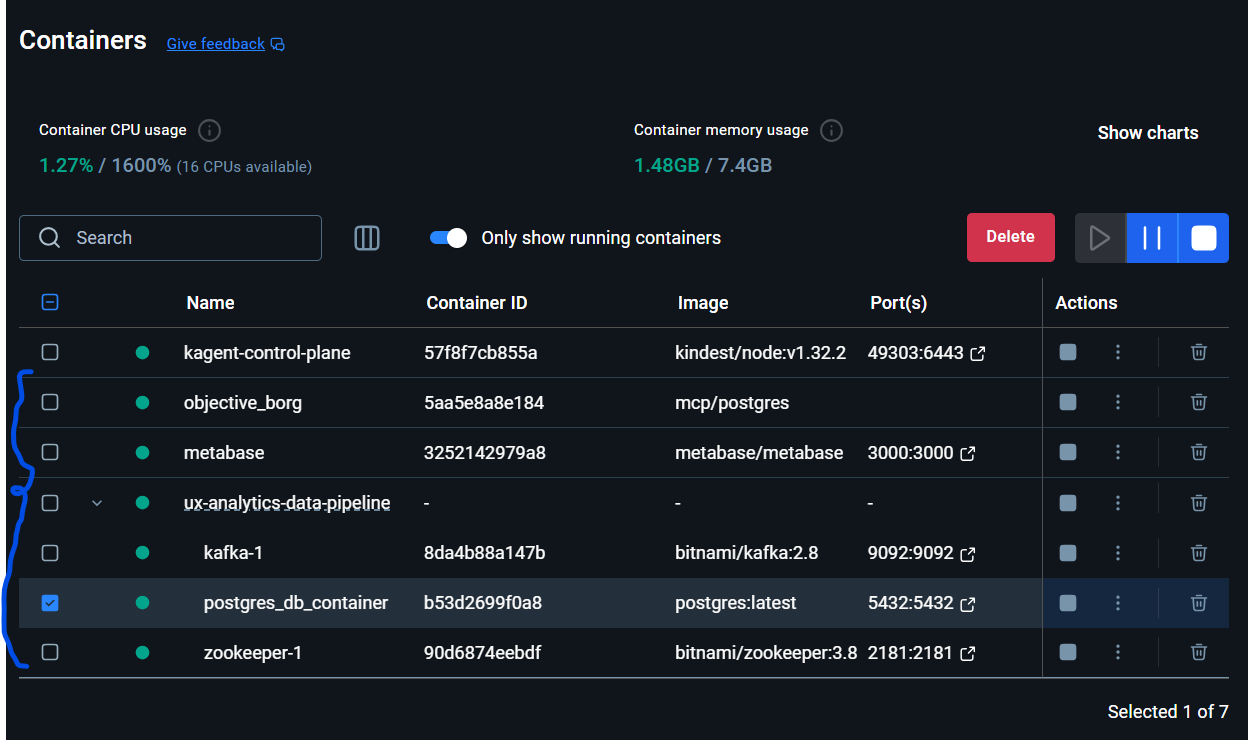 Containers Give feedback
Container CPU usage
1.27% / 1600% (16 CPUs available)
Container memory usage
1.48GB / 7.4GB
Show charts
Search
Only show running containers
Delete
Name Container ID Image Port(s) Actions
kagent-control-plane 57f8f7cb855a kindest/node:v1.32.2 49303:6443
objective_borg 5aa5e8a8e184 mcp/postgres
metabase 3252142979a8 metabase/metabase 3000:3000
ux-analytics-data-pipeline - - -
kafka-1 8da4b88a147b bitnami/kafka:2.8 9092:9092
postgres_db_container b53d2699f0a8 postgres:latest 5432:5432
zookeeper-1 90d6874eebdf bitnami/zookeeper:3.8 2181:2181
Selected 1 of 7